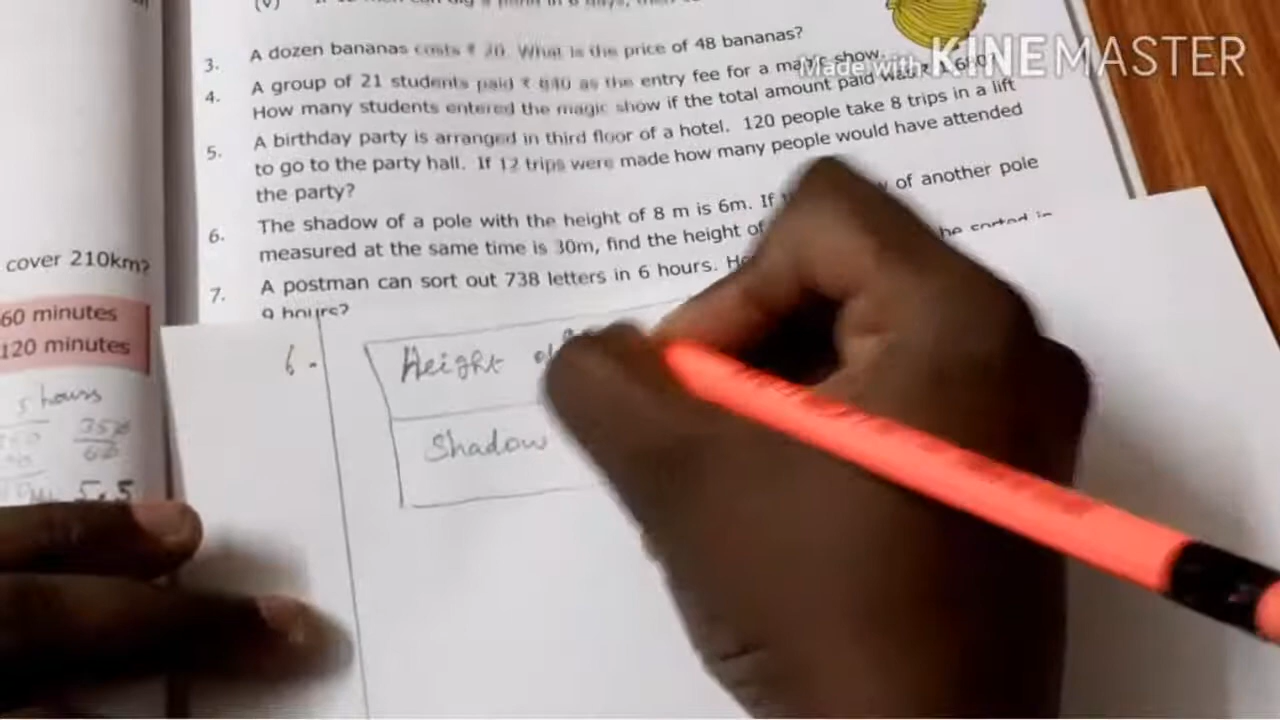 3. A dozen bananas costs ₹ 20. What is the price of 48 bananas?
4. A group of 21 students paid ₹ 840 as the entry fee for a magic show.
How many students entered the magic show if the total amount paid was ₹
5. A birthday party is arranged in third floor of a hotel. 120 people take 8 trips in a lift
to go to the party hall. If 12 trips were made how many people would have attended
the party?
6. The shadow of a pole with the height of 8 m is 6m. If of another pole
measured at the same time is 30m, find the height of
7. A postman can sort out 738 letters in 6 hours. be sorted in
9 hours?
Made with KINEMASTER
cover 210km?
60 minutes
120 minutes
5 hours
6.
Height
Shadow